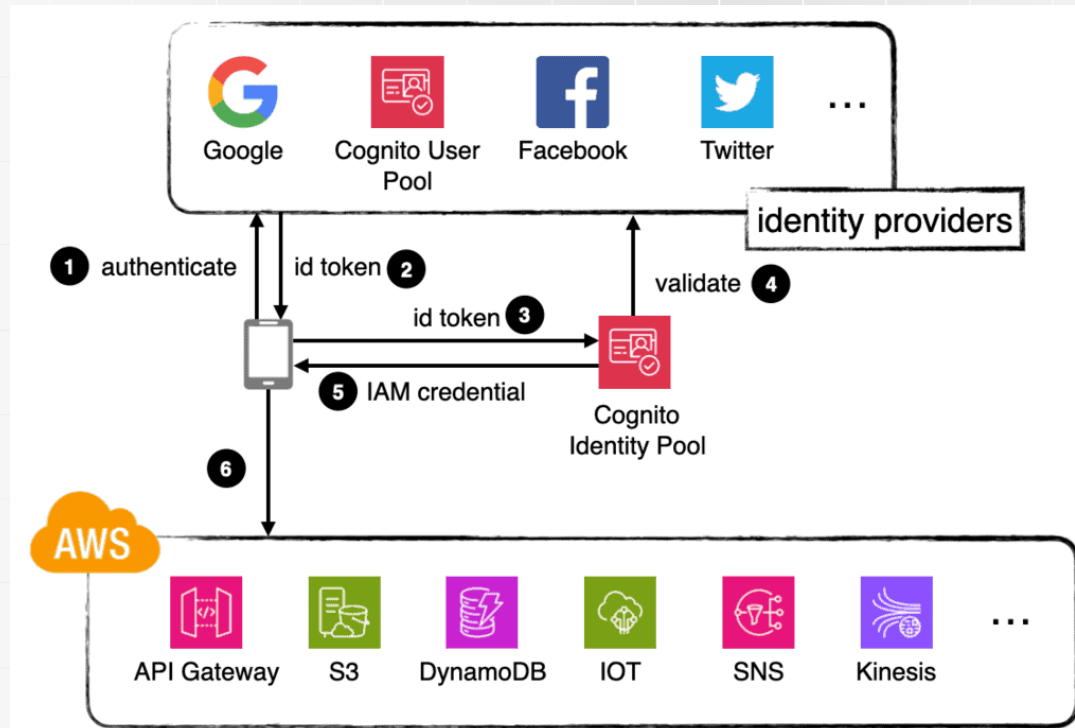 Google
Cognito User
Pool
Facebook
Twitter
...
identity providers
1 authenticate
id token 2
id token 3
validate 4
5 IAM credential
Cognito
Identity Pool
6
AWS
API Gateway
S3
DynamoDB
IOT
SNS
Kinesis
...